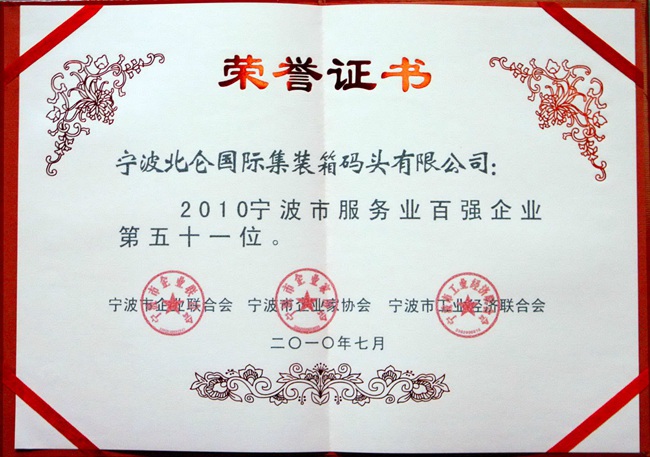 荣誉证书
宁波北仑国际集装箱码头有限公司：
2010宁波市服务业百强企业
第五十一位。
宁波市企业联合会 宁波市企业家协会 宁波市工业经济联合会
二〇一〇年七月